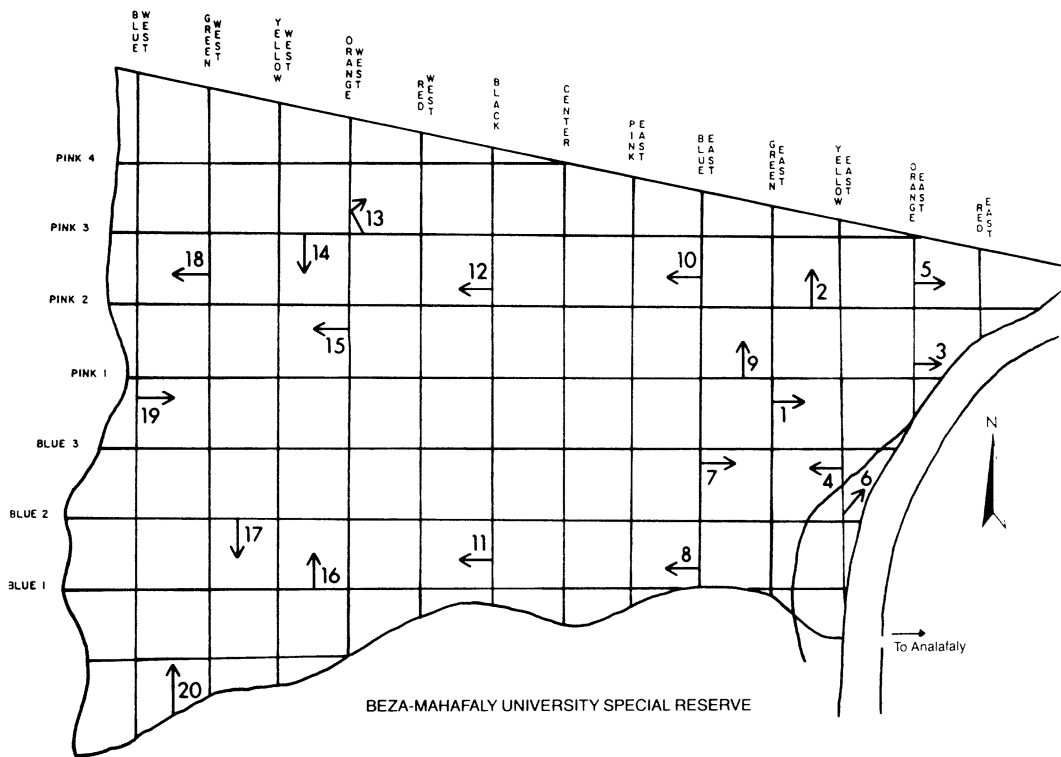 BLUE WEST
GREEN WEST
YELLOW WEST
ORANGE WEST
RED WEST
BLACK
CENTER
PINK EAST
BLUE EAST
GREEN EAST
YELLOW EAST
ORANGE EAST
RED EAST
PINK 4
PINK 3
13
18
14
12
10
2
5
PINK 2
15
9
3
PINK 1
19
1
BLUE 3
7
4
6
N
BLUE 2
17
11
8
16
BLUE 1
To Analafaly
20
BEZA-MAHAFALY UNIVERSITY SPECIAL RESERVE